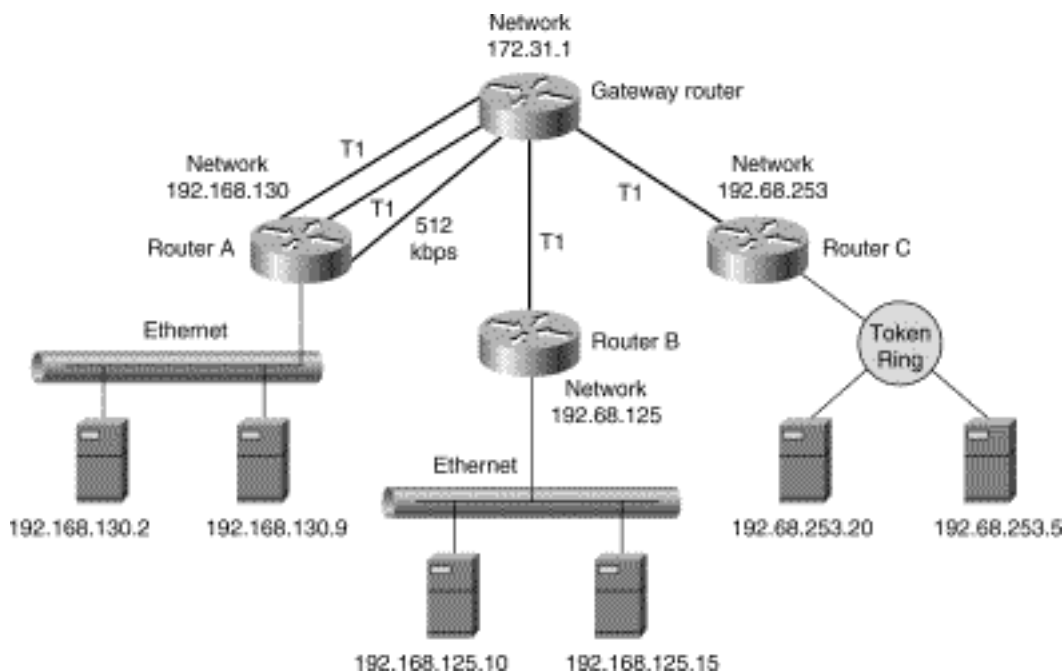 Network
172.31.1
Gateway router
T1
Network
192.168.130
T1
512
kbps
Router A
T1
T1
Network
192.68.253
Router C
Ethernet
Router B
Token
Ring
Network
192.68.125
192.168.130.2
192.168.130.9
Ethernet
192.68.253.20
192.68.253.5
192.168.125.10
192.168.125.15